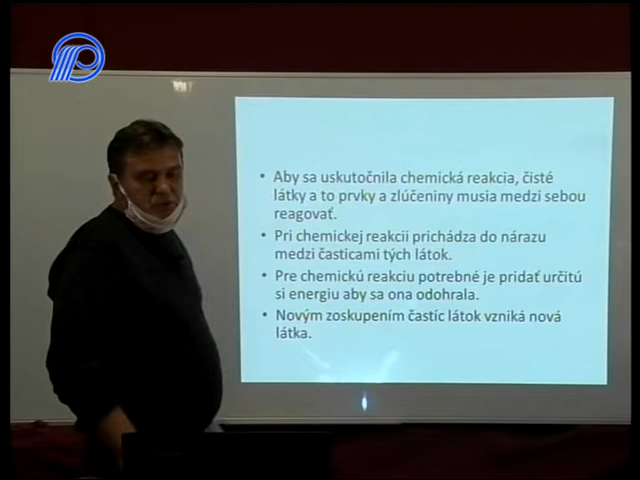 • Aby sa uskutočnila chemická reakcia, čisté
látky a to prvky a zlúčeniny musia medzi sebou
reagovať.
• Pri chemickej reakcii prichádza do nárazu
medzi časticami tých látok.
• Pre chemickú reakciu potrebné je pridať určitú
si energiu aby sa ona odohrala.
• Novým zoskupením častíc látok vzniká nová
látka.